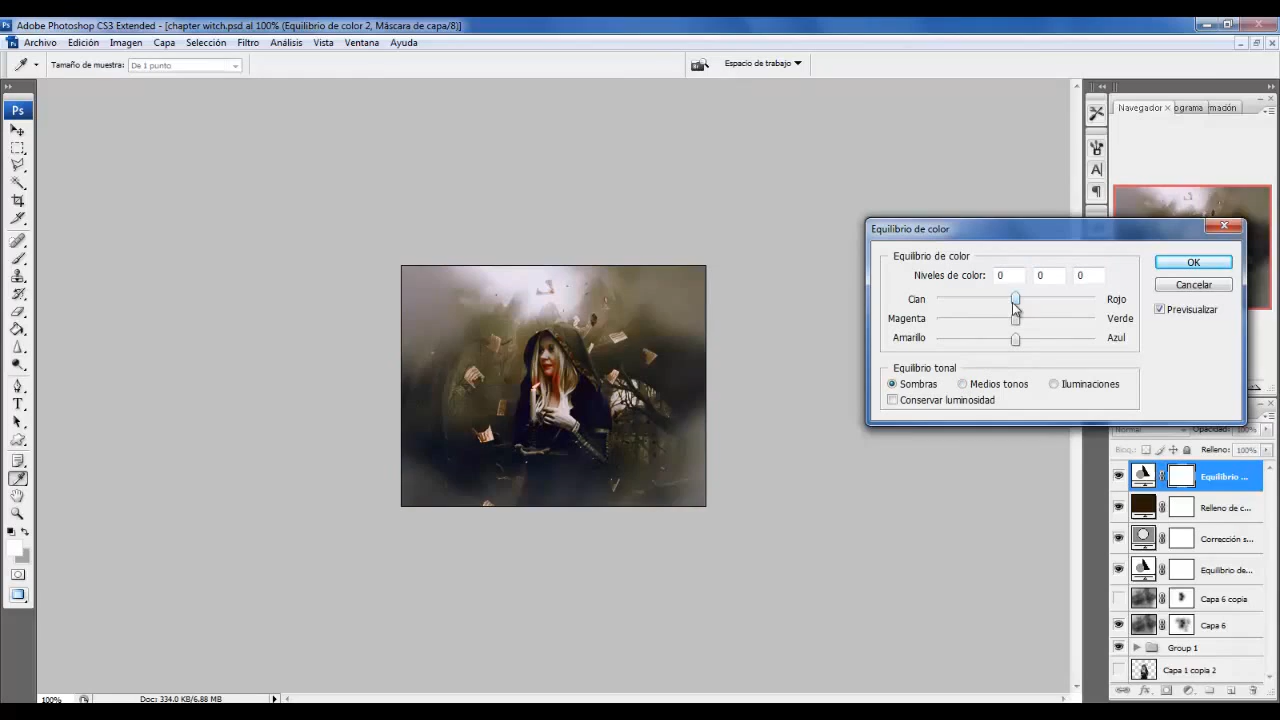 Adobe Photoshop CS3 Extended - [chapter witch.psd al 100% (Equilibrio de color 2, Máscara de capa/8)]
Archivo Edición Imagen Capa Selección Filtro Análisis Vista Ventana Ayuda
Tamaño de muestra: De 1 punto
Espacio de trabajo
Ps
Navegador ograma mación
Equilibrio de color
Equilibrio de color
Niveles de color: 0 0 0
OK
Cian Rojo
Cancelar
Magenta Verde
Previsualizar
Amarillo Azul
Equilibrio tonal
Sombras Medios tonos Iluminaciones
Conservar luminosidad
Normal Opacidad: 100%
Bloq.: Relleno: 100%
Equilibrio ...
Relleno de c...
Corrección s...
Equilibrio de...
Capa 6 copia
Capa 6
Group 1
Capa 1 copia 2
100% Doc: 334.0 KB/6.88 MB